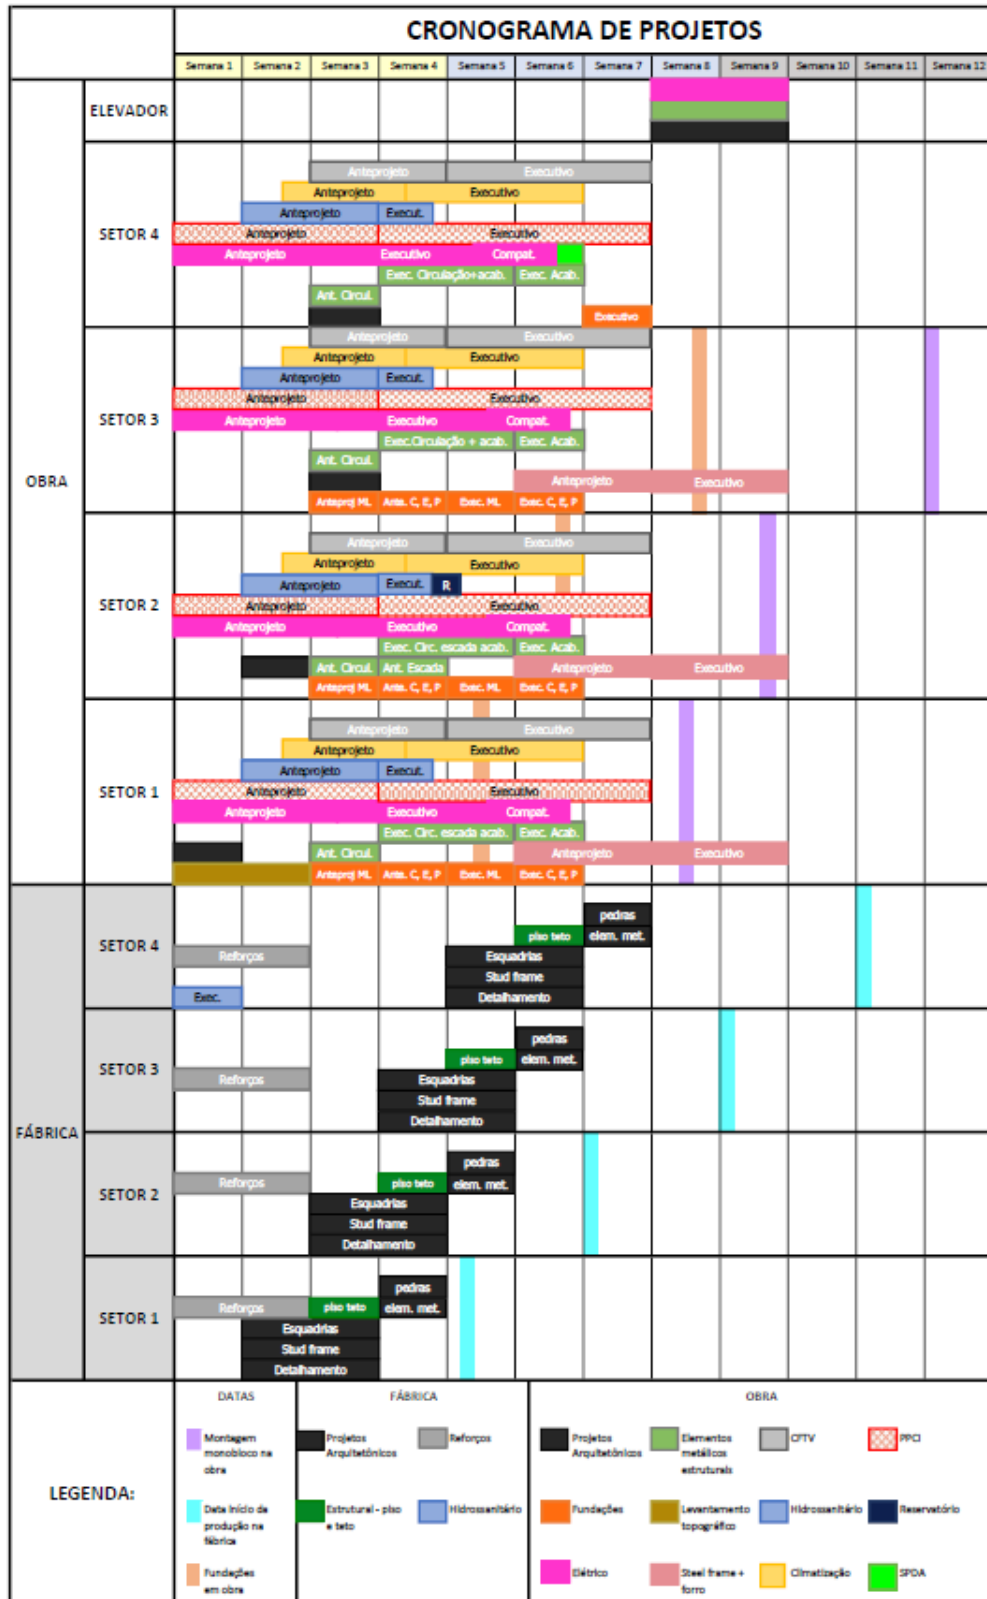 CRONOGRAMA DE PROJETOS
Semana 1 Semana 2 Semana 3 Semana 4 Semana 5 Semana 6 Semana 7 Semana 8 Semana 9 Semana 10 Semana 11 Semana 12
OBRA
ELEVADOR
SETOR 4
Anteprojeto Executivo
Anteprojeto Executivo
Anteprojeto Execut.
Anteprojeto Executivo
Anteprojeto Executivo Compat.
Exec. Circulação+acab. Exec. Acab.
Ant. Circul.
Executivo
SETOR 3
Anteprojeto Executivo
Anteprojeto Executivo
Anteprojeto Execut.
Anteprojeto Executivo
Anteprojeto Executivo Compat.
Exec.Circulação + acab. Exec. Acab.
Ant. Circul.
Anteprojeto Executivo
Anteproj ML Ante. C, E, P Exec. ML Exec. C, E, P
SETOR 2
Anteprojeto Executivo
Anteprojeto Executivo
Anteprojeto Execut. R
Anteprojeto Executivo
Anteprojeto Executivo Compat.
Exec. Circ. escada acab. Exec. Acab.
Ant. Circul. Ant. Escada Anteprojeto Executivo
Anteproj ML Ante. C, E, P Exec. ML Exec. C, E, P
SETOR 1
Anteprojeto Executivo
Anteprojeto Executivo
Anteprojeto Execut.
Anteprojeto Executivo
Anteprojeto Executivo Compat.
Exec. Circ. escada acab. Exec. Acab.
Ant. Circul. Anteprojeto Executivo
Anteproj ML Ante. C, E, P Exec. ML Exec. C, E, P
FÁBRICA
SETOR 4
pedras
piso teto elem. met.
Reforços Esquadrias
Stud frame
Exec. Detalhamento
SETOR 3
pedras
piso teto elem. met.
Reforços Esquadrias
Stud frame
Detalhamento
SETOR 2
pedras
Reforços piso teto elem. met.
Esquadrias
Stud frame
Detalhamento
SETOR 1
pedras
Reforços piso teto elem. met.
Esquadrias
Stud frame
Detalhamento
LEGENDA:
DATAS
Montagem
monobloco na
obra
Data início da
produção na
fábrica
Fundações
em obra
FÁBRICA
Projetos
Arquitetônicos
Reforços
Estrutural - piso
e teto
Hidrossanitário
OBRA
Projetos
Arquitetônicos
Elementos
metálicos
estruturais
CFTV
PPCI
Fundações
Levantamento
topográfico
Hidrossanitário
Reservatório
Elétrico
Steel frame +
forro
Climatização
SPDA